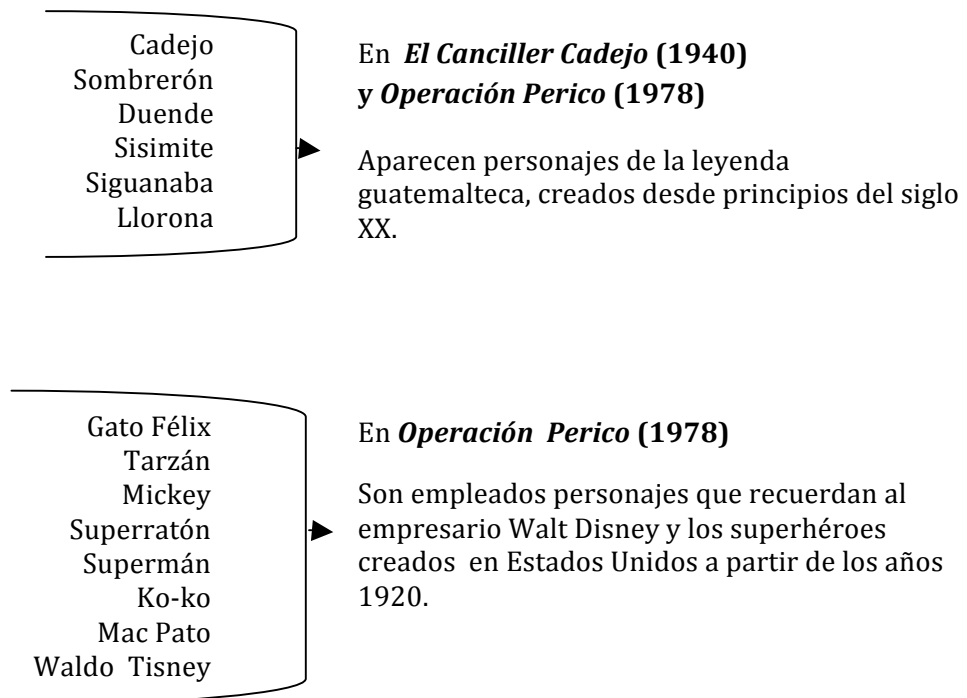 Cadejo
Sombrerón
Duende
Sisimite
Siguanaba
Llorona
En El Canciller Cadejo (1940)
y Operación Perico (1978)
Aparecen personajes de la leyenda
guatemalteca, creados desde principios del siglo
XX.
Gato Félix
Tarzán
Mickey
Superratón
Supermán
Ko-ko
Mac Pato
Waldo Tisney
En Operación Perico (1978)
Son empleados personajes que recuerdan al
empresario Walt Disney y los superhéroes
creados en Estados Unidos a partir de los años
1920.